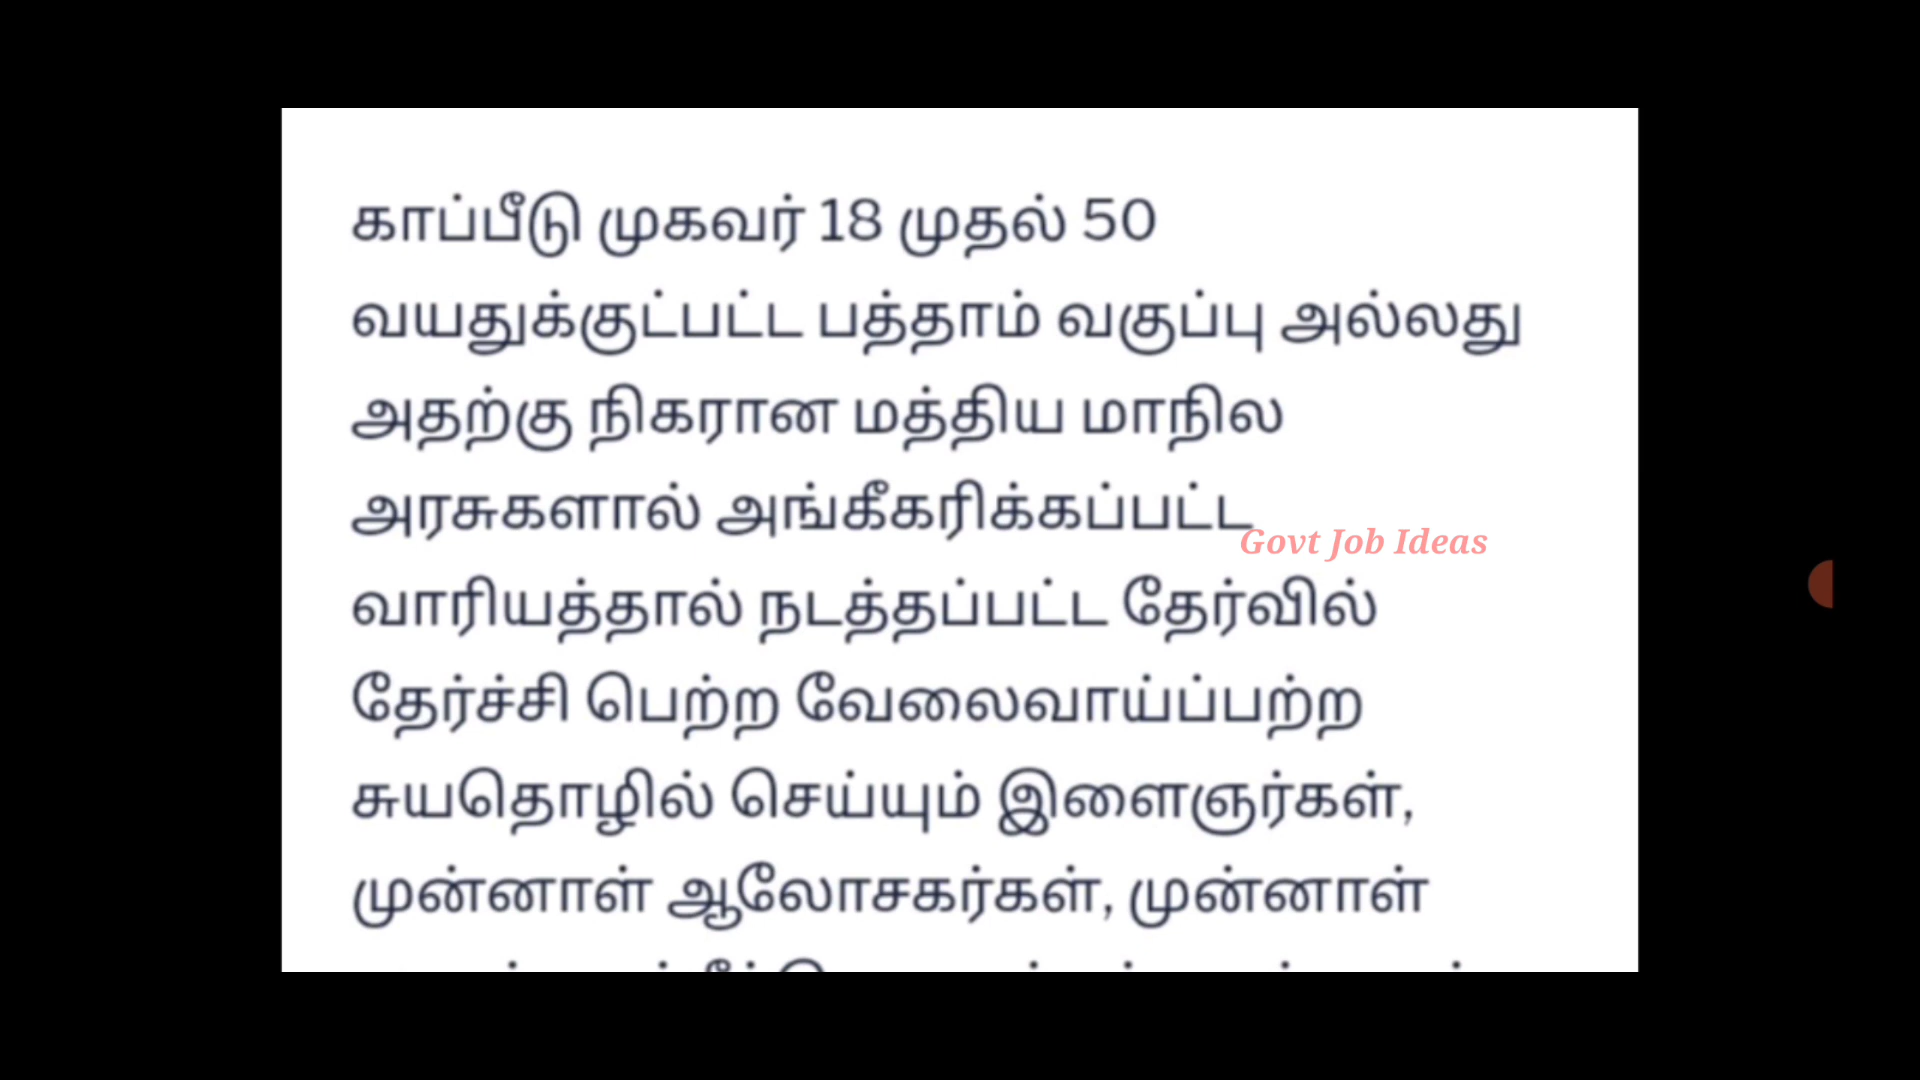 காப்பீடு முகவர் 18 முதல் 50
வயதுக்குட்பட்ட பத்தாம் வகுப்பு அல்லது
அதற்கு நிகரான மத்திய மாநில
அரசுகளால் அங்கீகரிக்கப்பட்ட
Govt Job Ideas
வாரியத்தால் நடத்தப்பட்ட தேர்வில்
தேர்ச்சி பெற்ற வேலைவாய்ப்பற்ற
சுயதொழில் செய்யும் இளைஞர்கள்,
முன்னாள் ஆலோசகர்கள், முன்னாள்